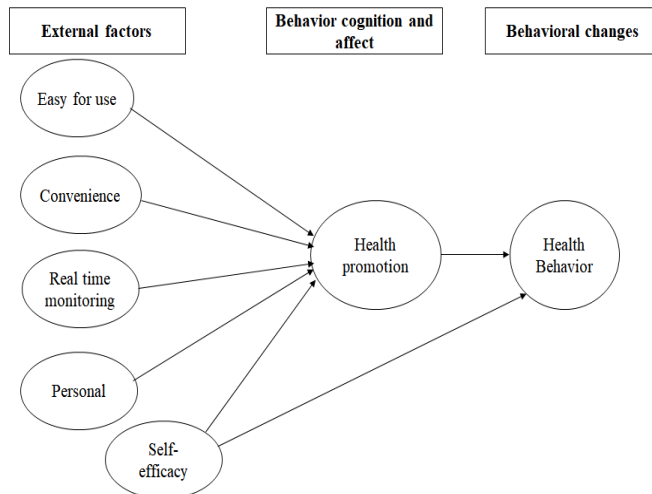 External factors
Behavior cognition and
affect
Behavioral changes
Easy for use
Convenience
Real time
monitoring
Personal
Self-
efficacy
Health
promotion
Health
Behavior